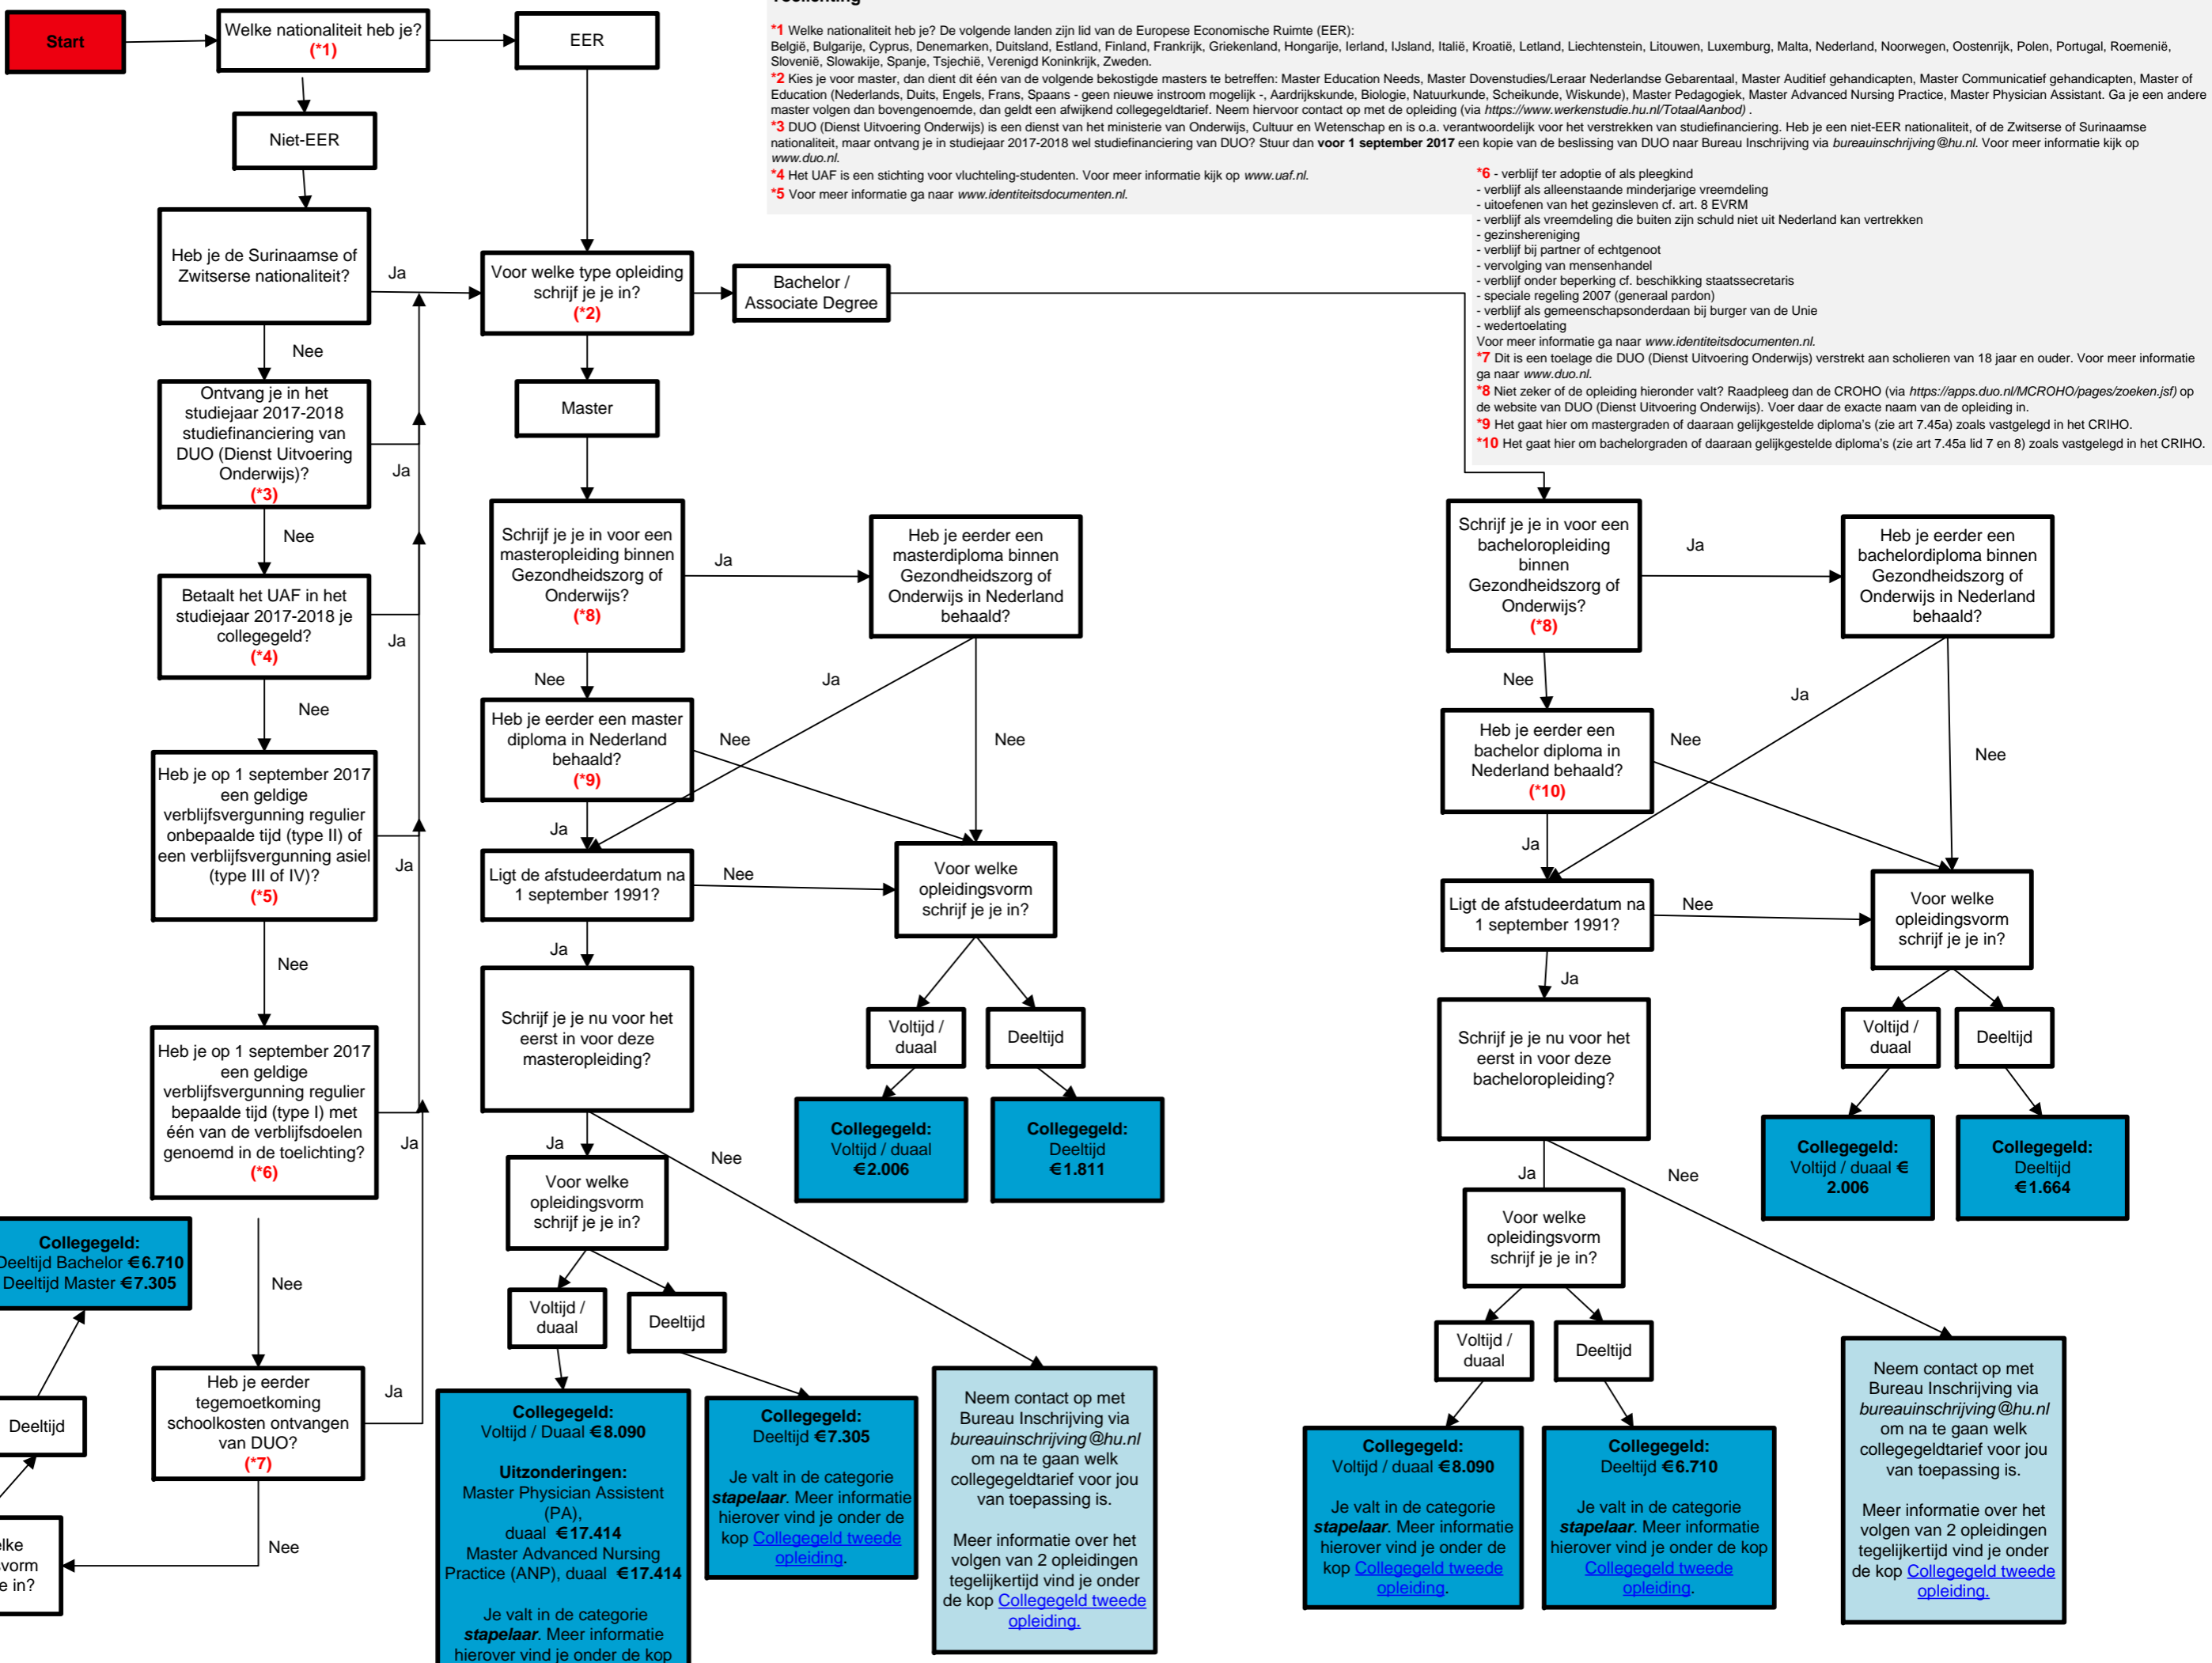 Start
Welke nationaliteit heb je?
(*1)
EER
*1 Welke nationaliteit heb je? De volgende landen zijn lid van de Europese Economische Ruimte (EER):
België, Bulgarije, Cyprus, Denemarken, Duitsland, Estland, Finland, Frankrijk, Griekenland, Hongarije, Ierland, IJsland, Italië, Kroatië, Letland, Liechtenstein, Litouwen, Luxemburg, Malta, Nederland, Noorwegen, Oostenrijk, Polen, Portugal, Roemenië,
Slovenië, Slowakije, Spanje, Tsjechië, Verenigd Koninkrijk, Zweden.
*2 Kies je voor master, dan dient dit één van de volgende bekostigde masters te betreffen: Master Education Needs, Master Dovenstudies/Leraar Nederlandse Gebarentaal, Master Auditief gehandicapten, Master Communicatief gehandicapten, Master of
Education (Nederlands, Duits, Engels, Frans, Spaans - geen nieuwe instroom mogelijk -, Aardrijkskunde, Biologie, Natuurkunde, Scheikunde, Wiskunde), Master Pedagogiek, Master Advanced Nursing Practice, Master Physician Assistant. Ga je een andere
master volgen dan bovengenoemde, dan geldt een afwijkend collegegeldtarief. Neem hiervoor contact op met de opleiding (via https://www.werkenstudie.hu.nl/TotaalAanbod) .
*3 DUO (Dienst Uitvoering Onderwijs) is een dienst van het ministerie van Onderwijs, Cultuur en Wetenschap en is o.a. verantwoordelijk voor het verstrekken van studiefinanciering. Heb je een niet-EER nationaliteit, of de Zwitserse of Surinaamse
nationaliteit, maar ontvang je in studiejaar 2017-2018 wel studiefinanciering van DUO? Stuur dan voor 1 september 2017 een kopie van de beslissing van DUO naar Bureau Inschrijving via bureauinschrijving@hu.nl. Voor meer informatie kijk op
www.duo.nl.
*4 Het UAF is een stichting voor vluchteling-studenten. Voor meer informatie kijk op www.uaf.nl.
*5 Voor meer informatie ga naar www.identiteitsdocumenten.nl.
*6 - verblijf ter adoptie of als pleegkind
- verblijf als alleenstaande minderjarige vreemdeling
- uitoefenen van het gezinsleven cf. art. 8 EVRM
- verblijf als vreemdeling die buiten zijn schuld niet uit Nederland kan vertrekken
- gezinshereniging
- verblijf bij partner of echtgenoot
- vervolging van mensenhandel
- verblijf onder beperking cf. beschikking staatssecretaris
- speciale regeling 2007 (generaal pardon)
- verblijf als gemeenschapsonderdaan bij burger van de Unie
- wedertoelating
Voor meer informatie ga naar www.identiteitsdocumenten.nl.
*7 Dit is een toelage die DUO (Dienst Uitvoering Onderwijs) verstrekt aan scholieren van 18 jaar en ouder. Voor meer informatie
ga naar www.duo.nl.
*8 Niet zeker of de opleiding hieronder valt? Raadpleeg dan de CROHO (via https://apps.duo.nl/MCROHO/pages/zoeken.jsf) op
de website van DUO (Dienst Uitvoering Onderwijs). Voer daar de exacte naam van de opleiding in.
*9 Het gaat hier om mastergraden of daaraan gelijkgestelde diploma's (zie art 7.45a) zoals vastgelegd in het CRIHO.
*10 Het gaat hier om bachelorgraden of daaraan gelijkgestelde diploma's (zie art 7.45a lid 7 en 8) zoals vastgelegd in het CRIHO.
Niet-EER
Heb je de Surinaamse of
Zwitserse nationaliteit?
Ja
Nee
Ontvang je in het
studiejaar 2017-2018
studiefinanciering van
DUO (Dienst Uitvoering
Onderwijs)?
(*3)
Ja
Nee
Betaalt het UAF in het
studiejaar 2017-2018 je
collegegeld?
(*4)
Ja
Nee
Heb je op 1 september 2017
een geldige
verblijfsvergunning regulier
onbepaalde tijd (type II) of
een verblijfsvergunning asiel
(type III of IV)?
(*5)
Ja
Nee
Heb je op 1 september 2017
een geldige
verblijfsvergunning regulier
bepaalde tijd (type I) met
één van de verblijfsdoelen
genoemd in de toelichting?
(*6)
Ja
Nee
Heb je eerder
tegemoetkoming
schoolkosten ontvangen
van DUO?
(*7)
Ja
Nee
e in?
Deeltijd
Collegegeld:
Deeltijd Bachelor €6.710
Deeltijd Master €7.305
Voor welke type opleiding
schrijf je je in?
(*2)
Bachelor /
Associate Degree
Master
Schrijf je je in voor een
masteropleiding binnen
Gezondheidszorg of
Onderwijs?
(*8)
Ja
Heb je eerder een
masterdiploma binnen
Gezondheidszorg of
Onderwijs in Nederland
behaald?
Nee
Ja
Nee
Heb je eerder een master
diploma in Nederland
behaald?
(*9)
Nee
Ja
Ligt de afstudeerdatum na
1 september 1991?
Nee
Voor welke
opleidingsvorm
schrijf je je in?
Voltijd /
duaal
Deeltijd
Collegegeld:
Voltijd / duaal
€2.006
Collegegeld:
Deeltijd
€1.811
Ja
Schrijf je je nu voor het
eerst in voor deze
masteropleiding?
Ja
Nee
Voor welke
opleidingsvorm
schrijf je je in?
Voltijd /
duaal
Deeltijd
Collegegeld:
Voltijd / Duaal €8.090
Uitzonderingen:
Master Physician Assistent
(PA),
duaal €17.414
Master Advanced Nursing
Practice (ANP), duaal €17.414
Je valt in de categorie
stapelaar. Meer informatie
hierover vind je onder de kop
Collegegeld:
Deeltijd €7.305
Je valt in de categorie
stapelaar. Meer informatie
hierover vind je onder de
kop Collegegeld tweede
opleiding.
Neem contact op met
Bureau Inschrijving via
bureauinschrijving@hu.nl
om na te gaan welk
collegegeldtarief voor jou
van toepassing is.
Meer informatie over het
volgen van 2 opleidingen
tegelijkertijd vind je onder
de kop Collegegeld tweede
opleiding.
Schrijf je je in voor een
bacheloropleiding
binnen
Gezondheidszorg of
Onderwijs?
(*8)
Ja
Heb je eerder een
bachelordiploma binnen
Gezondheidszorg of
Onderwijs in Nederland
behaald?
Nee
Ja
Nee
Heb je eerder een
bachelor diploma in
Nederland behaald?
(*10)
Nee
Ja
Ligt de afstudeerdatum na
1 september 1991?
Nee
Voor welke
opleidingsvorm
schrijf je je in?
Voltijd /
duaal
Deeltijd
Collegegeld:
Voltijd / duaal €
2.006
Collegegeld:
Deeltijd
€1.664
Ja
Schrijf je je nu voor het
eerst in voor deze
bacheloropleiding?
Ja
Nee
Voor welke
opleidingsvorm
schrijf je je in?
Voltijd /
duaal
Deeltijd
Collegegeld:
Voltijd / duaal €8.090
Je valt in de categorie
stapelaar. Meer informatie
hierover vind je onder de
kop Collegegeld tweede
opleiding.
Collegegeld:
Deeltijd €6.710
Je valt in de categorie
stapelaar. Meer informatie
hierover vind je onder de kop
Collegegeld tweede
opleiding.
Neem contact op met
Bureau Inschrijving via
bureauinschrijving@hu.nl
om na te gaan welk
collegegeldtarief voor jou
van toepassing is.
Meer informatie over het
volgen van 2 opleidingen
tegelijkertijd vind je onder
de kop Collegegeld tweede
opleiding.